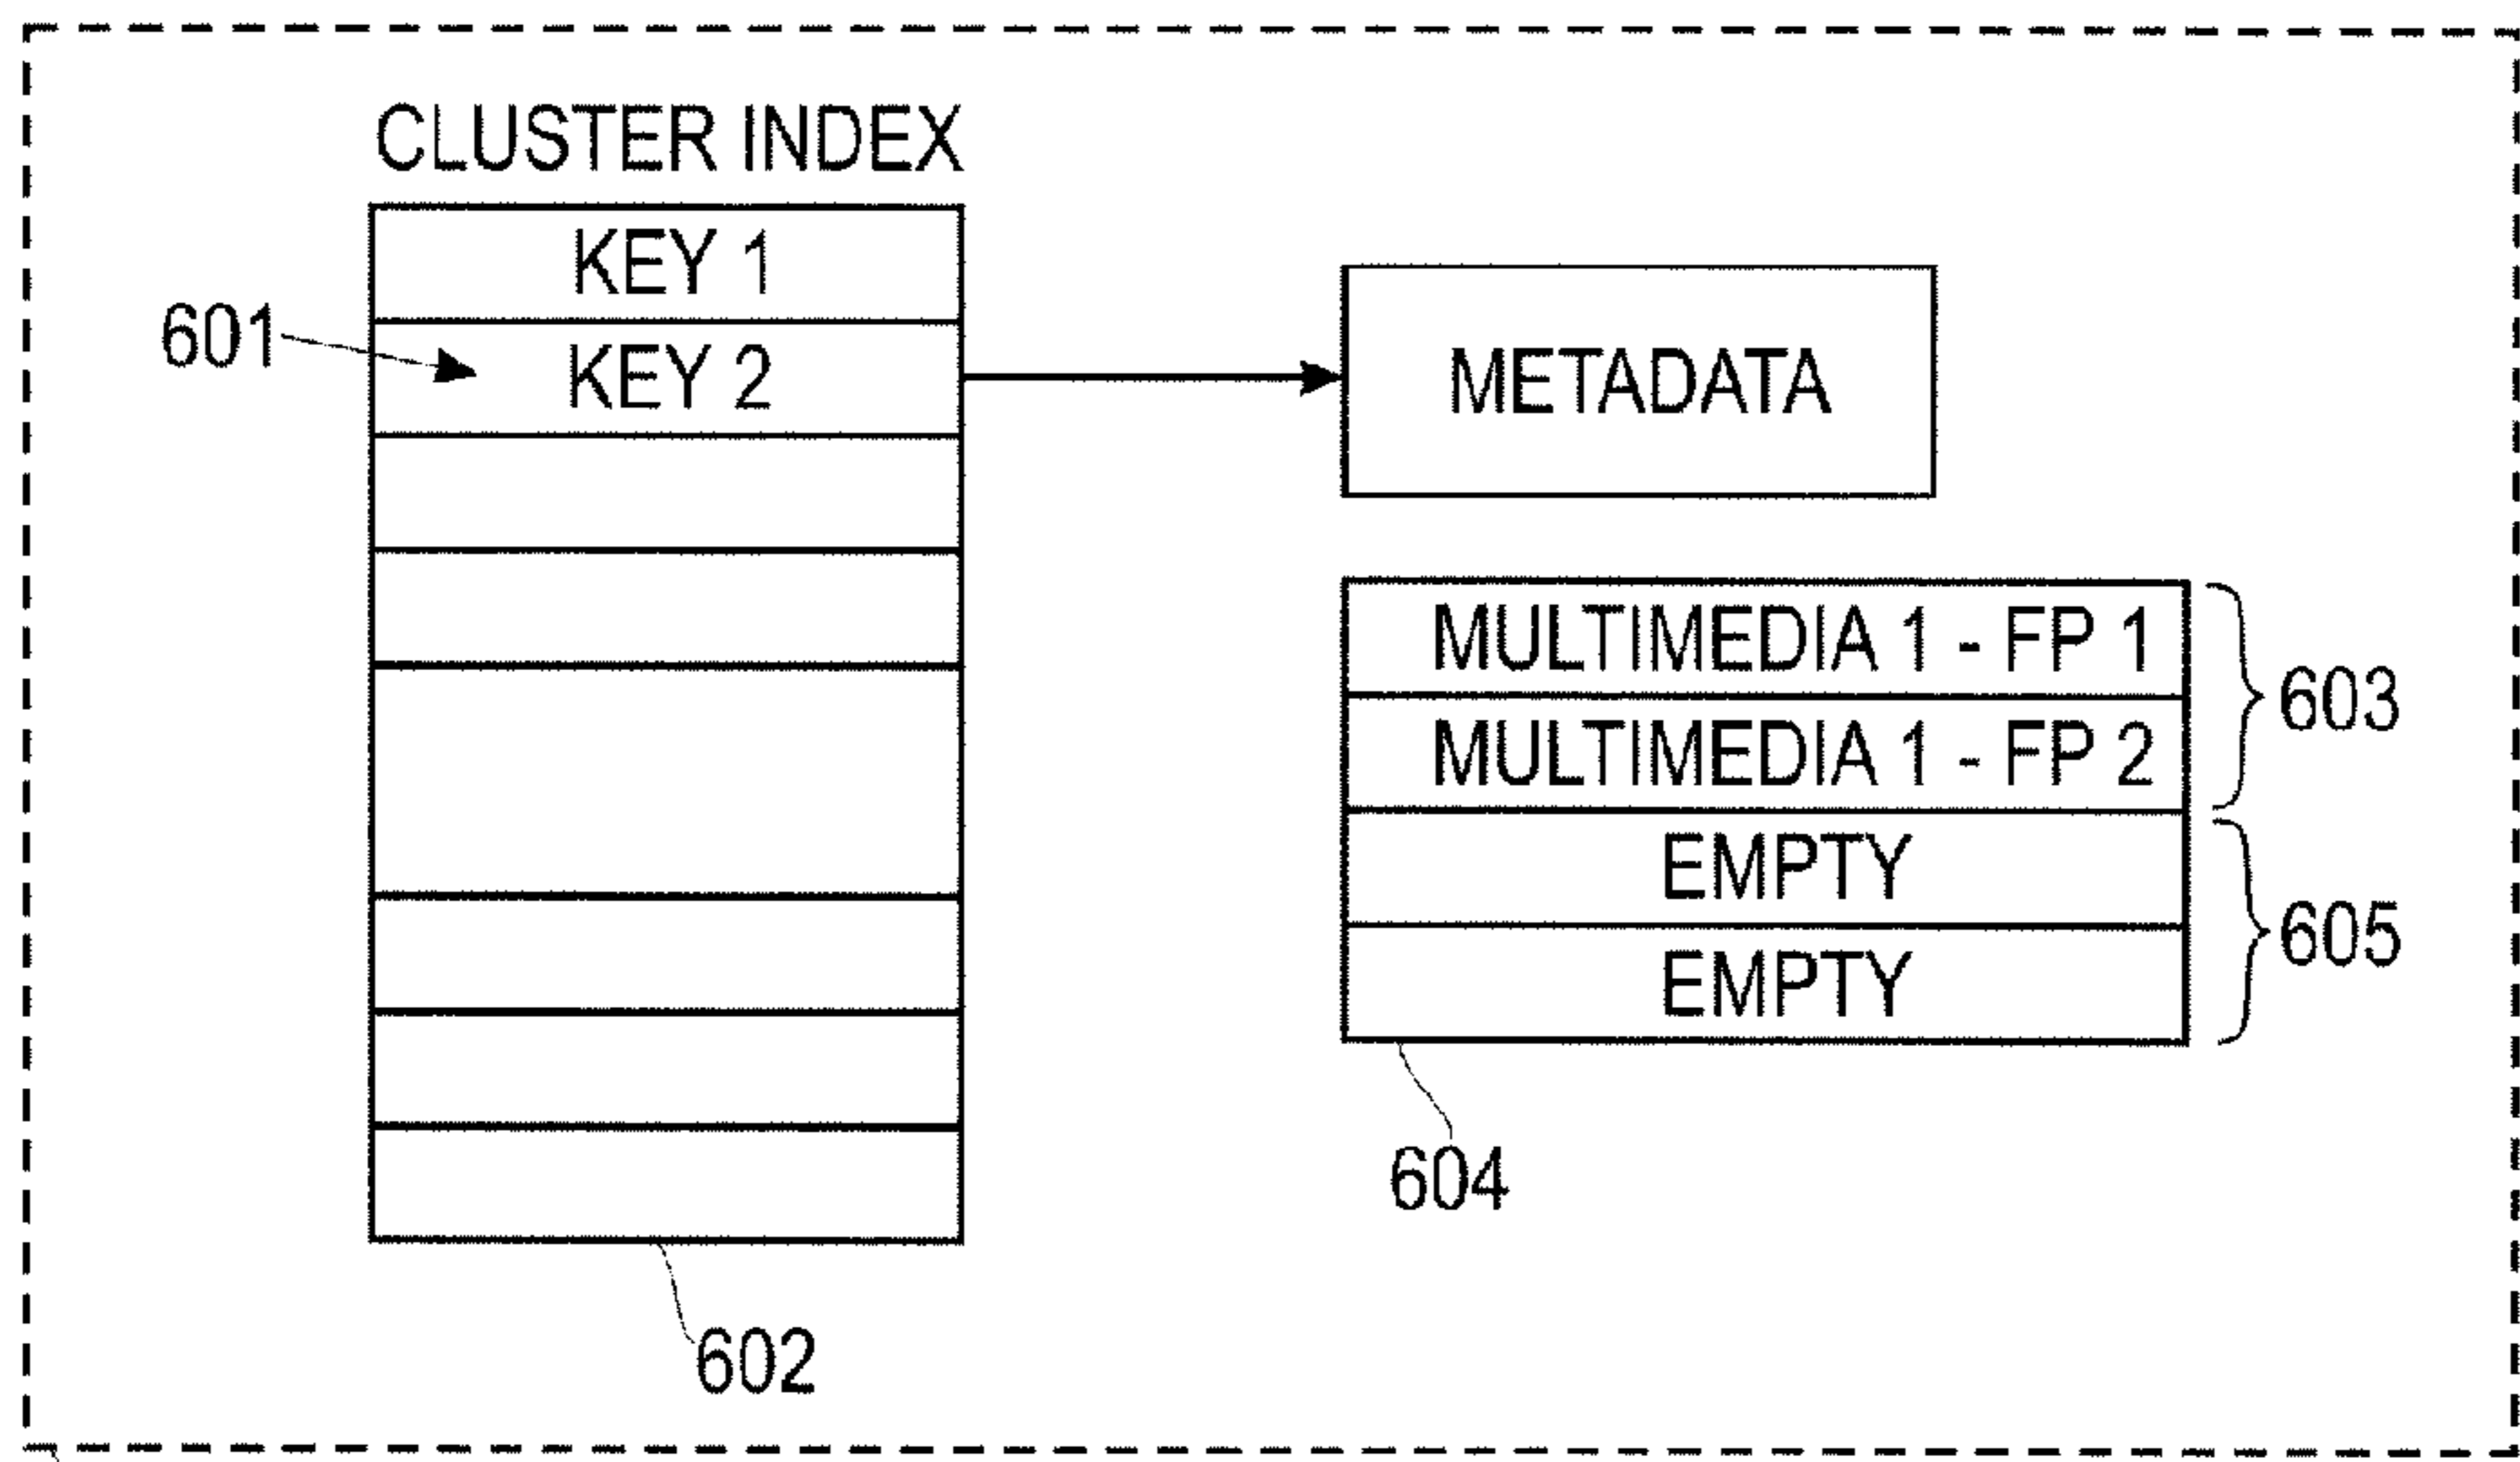 CLUSTER INDEX
KEY 1
601
KEY 2
METADATA
MULTIMEDIA 1 - FP 1
603
MULTIMEDIA 1 - FP 2
EMPTY
605
EMPTY
604
602